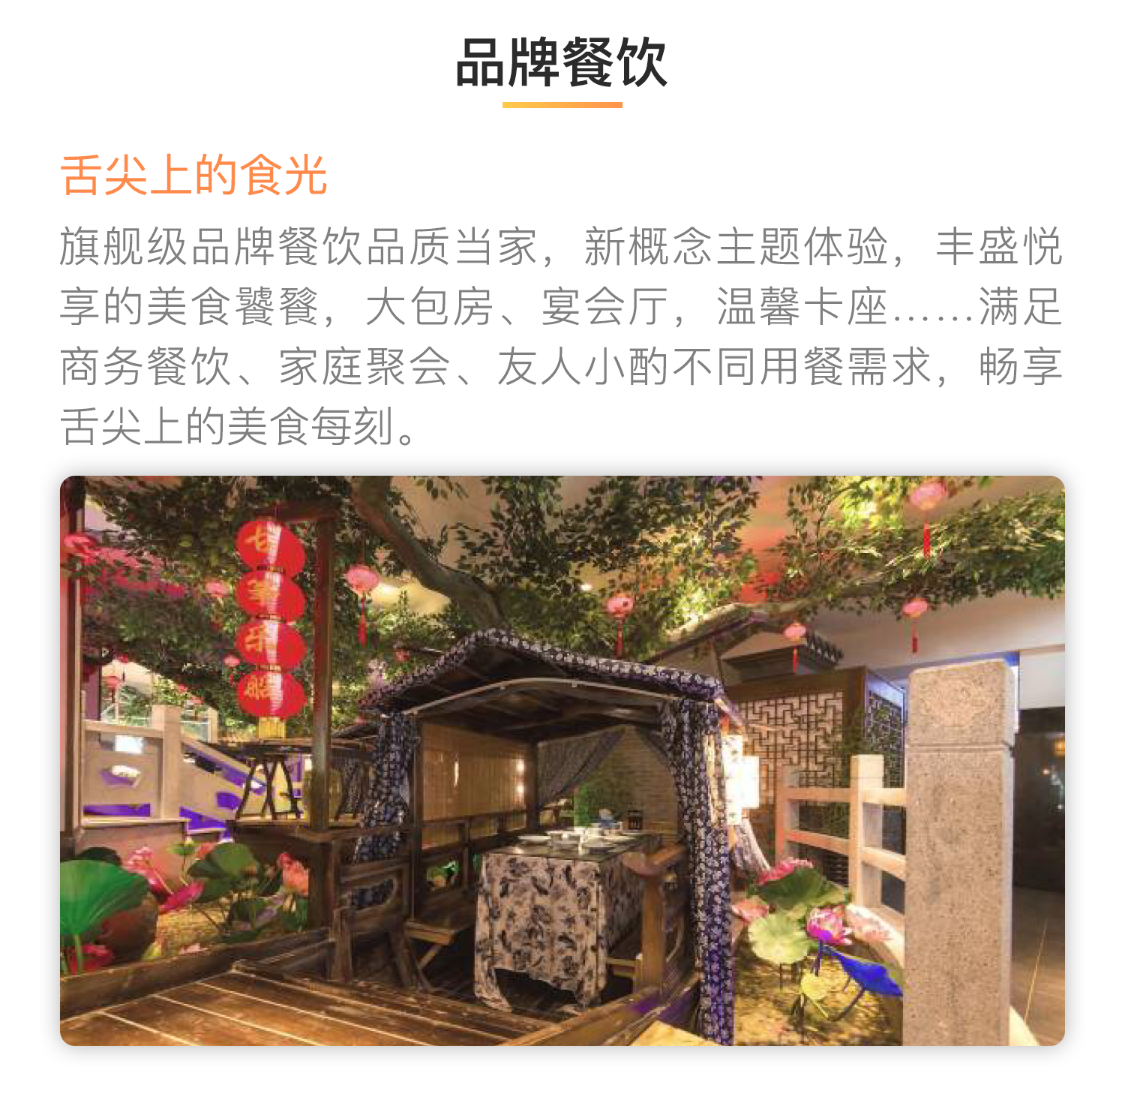 品牌餐饮
舌尖上的食光
旗舰级品牌餐饮品质当家，新概念主题体验，丰盛悦
享的美食饕餮，大包房、宴会厅，温馨卡座……满足
商务餐饮、家庭聚会、友人小酌不同用餐需求，畅享
舌尖上的美食每刻。
七
家
乐
船